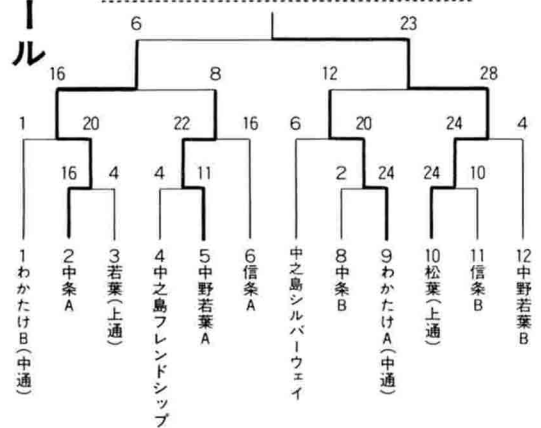 ール
6 23
16 8 12 28
1 20 22 16 6 20 24 4
16 4 4 11 2 24 24 10
1わかたけB(中通)
2中条A
3若葉(上通)
4中之島フレンドシップ
5中野若葉A
6信条A
中之島シルバーウェイ
8中条B
9わかたけA(中通)
10松葉(上通)
11信条B
12中野若葉B